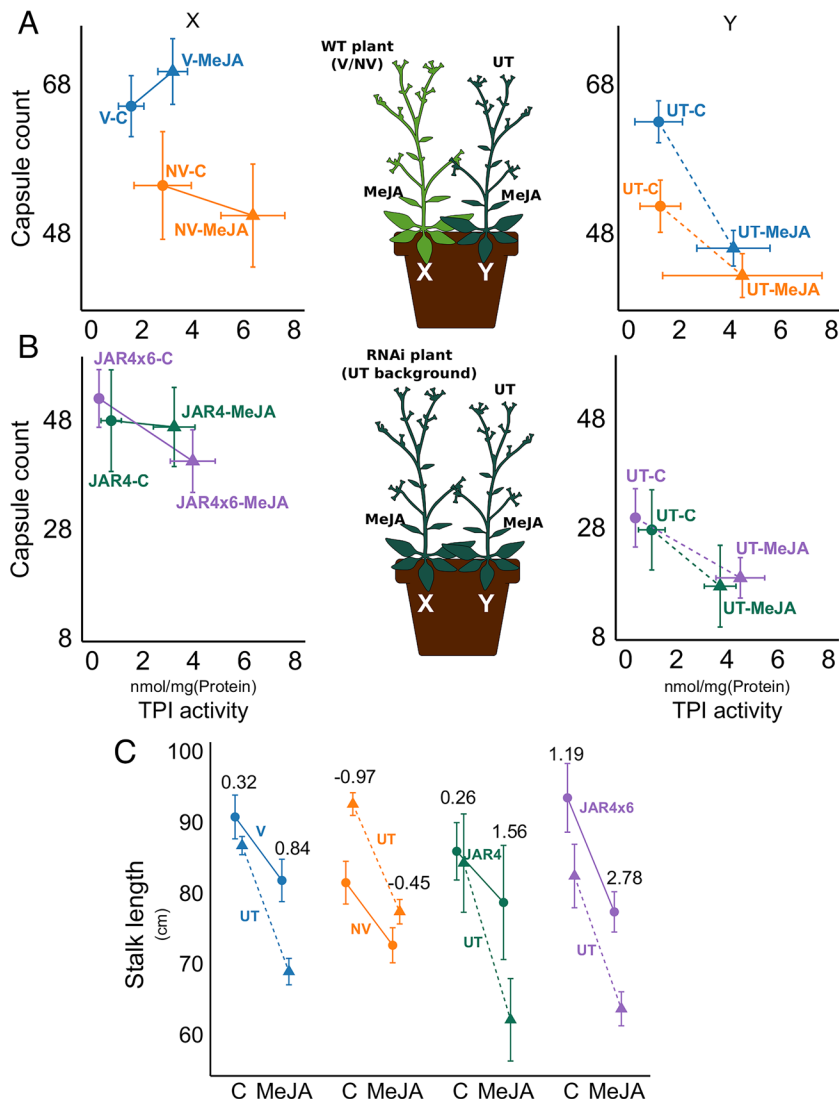 A
X
Capsule count
68
48
V-MeJA
V-C
NV-C
NV-MeJA
0 2 4 6 8
WT plant
(V/NV)
UT
MeJA
MeJA
X Y
Y
68
48
UT-C
UT-C
UT-MeJA
UT-MeJA
0 2 4 6 8
B
Capsule count
48
28
8
JAR4x6-C
JAR4-MeJA
JAR4-C
JAR4x6-MeJA
0 2 4 6 8
nmol/mg(Protein)
TPI activity
RNAi plant
(UT background)
UT
MeJA
MeJA
X Y
48
28
8
UT-C
UT-C
UT-MeJA
UT-MeJA
0 2 4 6 8
nmol/mg(Protein)
TPI activity
C
Stalk length
(cm)
100
90
80
70
60
0.32
V
0.84
UT
-0.97
UT
-0.45
NV
0.26
JAR4
1.56
UT
1.19
JAR4x6
2.78
UT
C MeJA C MeJA C MeJA C MeJA